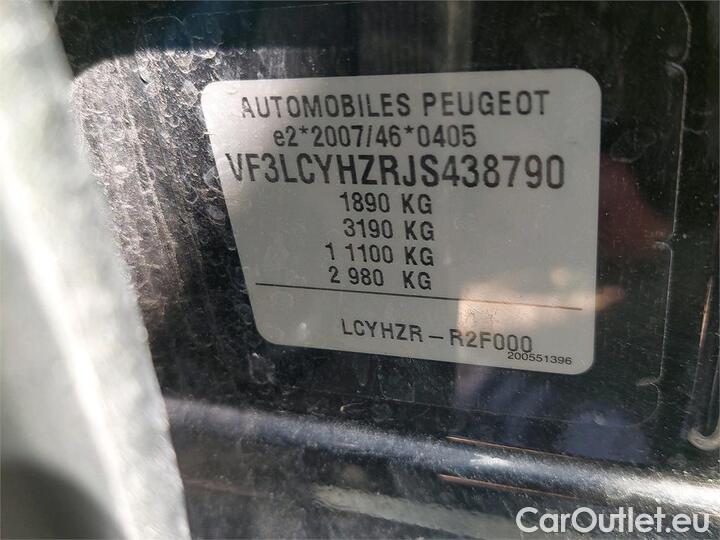 AUTOMOBILES PEUGEOT
e2*2007/46*0405
VF3LCYHZRJS438790
1890 KG
3190 KG
1 1100 KG
2 980 KG
LCYHZR – R2F000
200551396
CarOutlet.eu